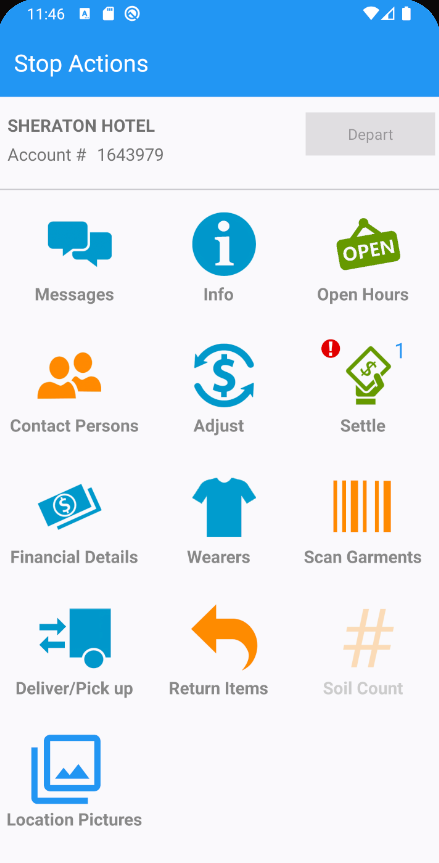 11:46
Stop Actions
SHERATON HOTEL
Depart
Account # 1643979
OPEN
Messages
Info
Open Hours
1
Contact Persons
Adjust
Settle
Financial Details
Wearers
Scan Garments
#
Deliver/Pick up
Return Items
Soil Count
Location Pictures